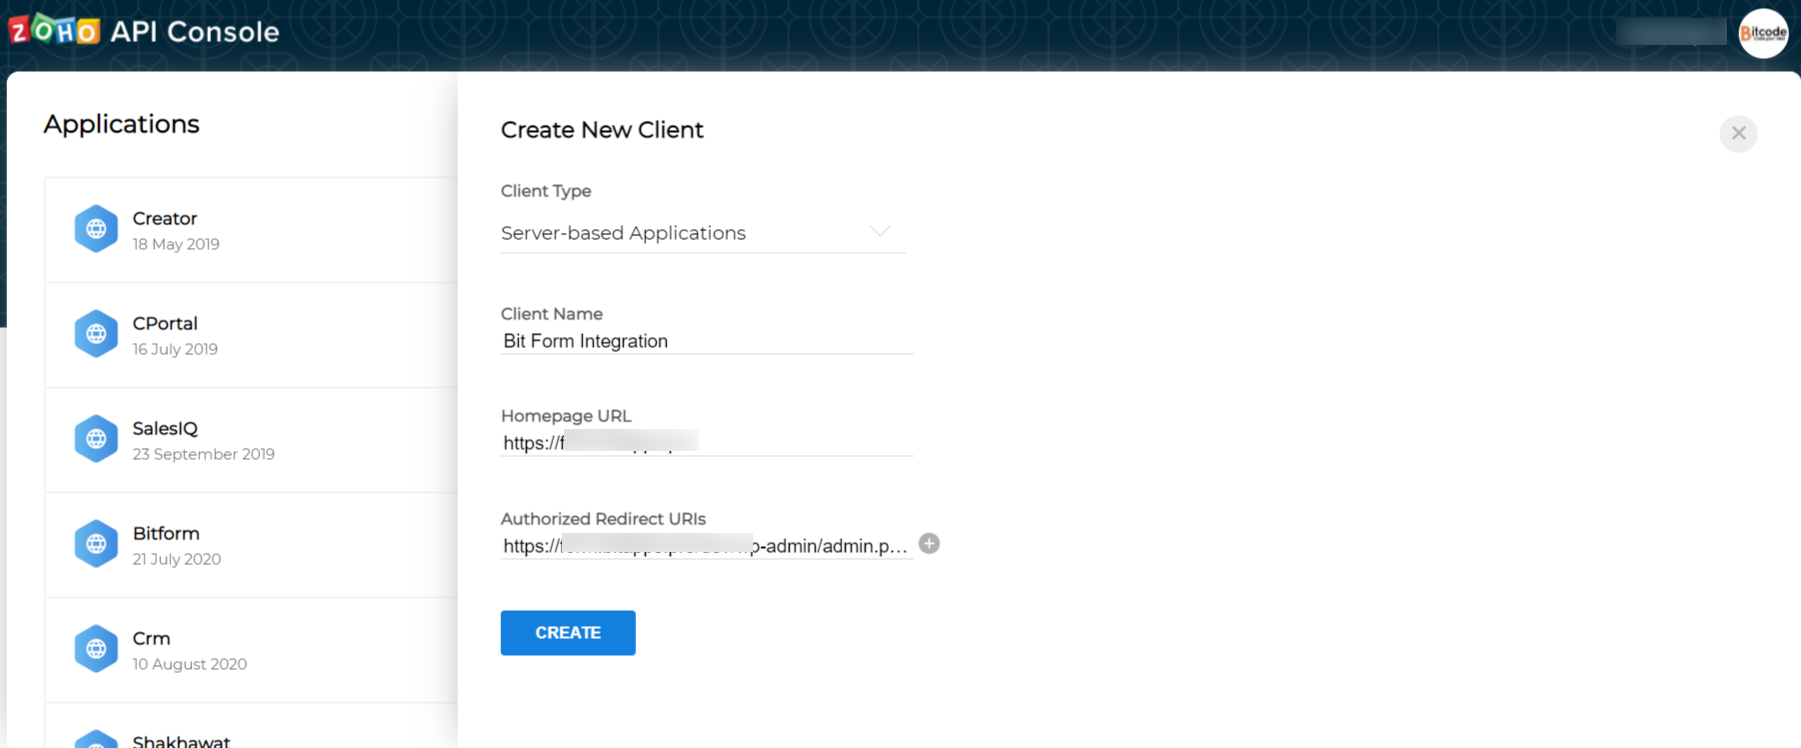 ZOHO API Console
Bitcode
Applications
Creator
18 May 2019
CPortal
16 July 2019
SalesIQ
23 September 2019
Bitform
21 July 2020
Crm
10 August 2020
Shakhawat
Create New Client
Client Type
Server-based Applications
Client Name
Bit Form Integration
Homepage URL
https://f
Authorized Redirect URIs
https:// p-admin/admin.p...
CREATE